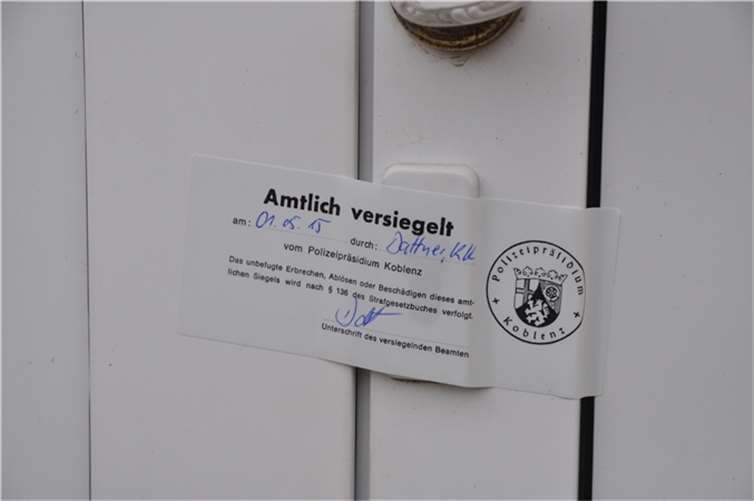 Amtlich versiegelt
am: 01.05.15 durch: Dattner, KK
vom Polizeipräsidium Koblenz
Das unbefugte Erbrechen, Ablösen oder Beschädigen dieses amt-
lichen Siegels wird nach § 136 des Strafgesetzbuches verfolgt.
Unterschrift des versiegelnden Beamten
Polizeipräsidium
Koblenz